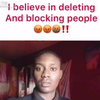 I believe in deleting
And blocking people
😡😡🤬‼️